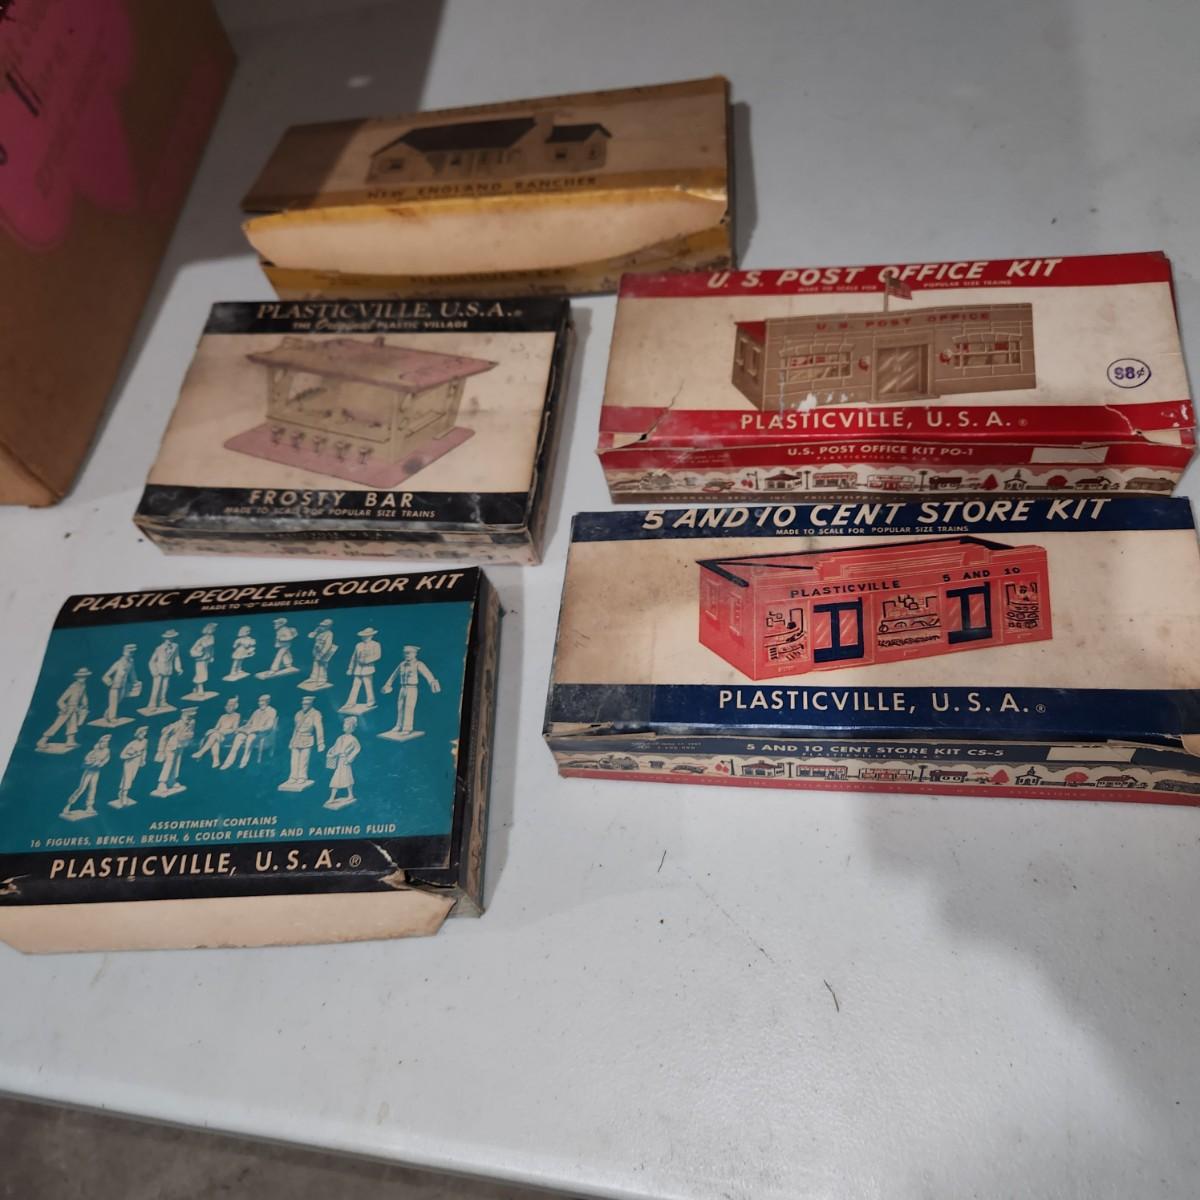 NEW ENGLAND RANCHER
PLASTICVILLE, U.S.A.®
THE Original PLASTIC VILLAGE
FROSTY BAR
MADE TO SCALE FOR POPULAR SIZE TRAINS
U.S. POST OFFICE KIT
MADE TO SCALE FOR POPULAR SIZE TRAINS
U.S. POST OFFICE
88¢
PLASTICVILLE, U.S.A.®
U.S. POST OFFICE KIT PO-1
PLASTICVILLE, U.S.A.
5 AND 10 CENT STORE KIT
MADE TO SCALE FOR POPULAR SIZE TRAINS
PLASTICVILLE 5 AND 10
PLASTICVILLE, U.S.A.®
5 AND 10 CENT STORE KIT CS-5
PLASTICVILLE U.S.A.
PLASTIC PEOPLE with COLOR KIT
MADE TO "O" GAUGE SCALE
ASSORTMENT CONTAINS
16 FIGURES, BENCH, BRUSH, 6 COLOR PELLETS AND PAINTING FLUID
PLASTICVILLE, U.S.A.®